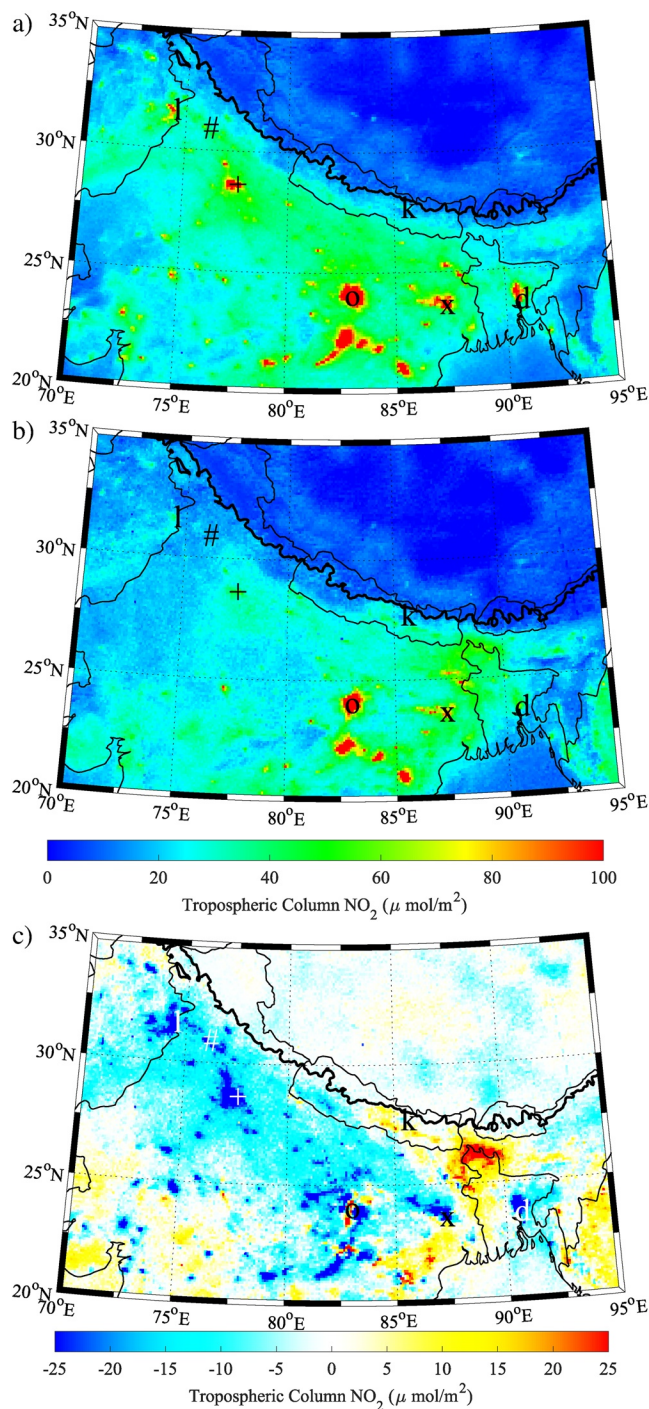 a)
35°N
30°N
25°N
20°N
70°E
75°E
80°E
85°E
90°E
95°E
l
#
+
k
o
x
d
b)
35°N
30°N
25°N
20°N
70°E
75°E
80°E
85°E
90°E
95°E
l
#
+
k
o
x
d
0 20 40 60 80 100
Tropospheric Column NO₂ (μ mol/m²)
c)
35°N
30°N
25°N
20°N
70°E
75°E
80°E
85°E
90°E
95°E
l
#
+
k
o
x
d
-25 -20 -15 -10 -5 0 5 10 15 20 25
Tropospheric Column NO₂ (μ mol/m²)